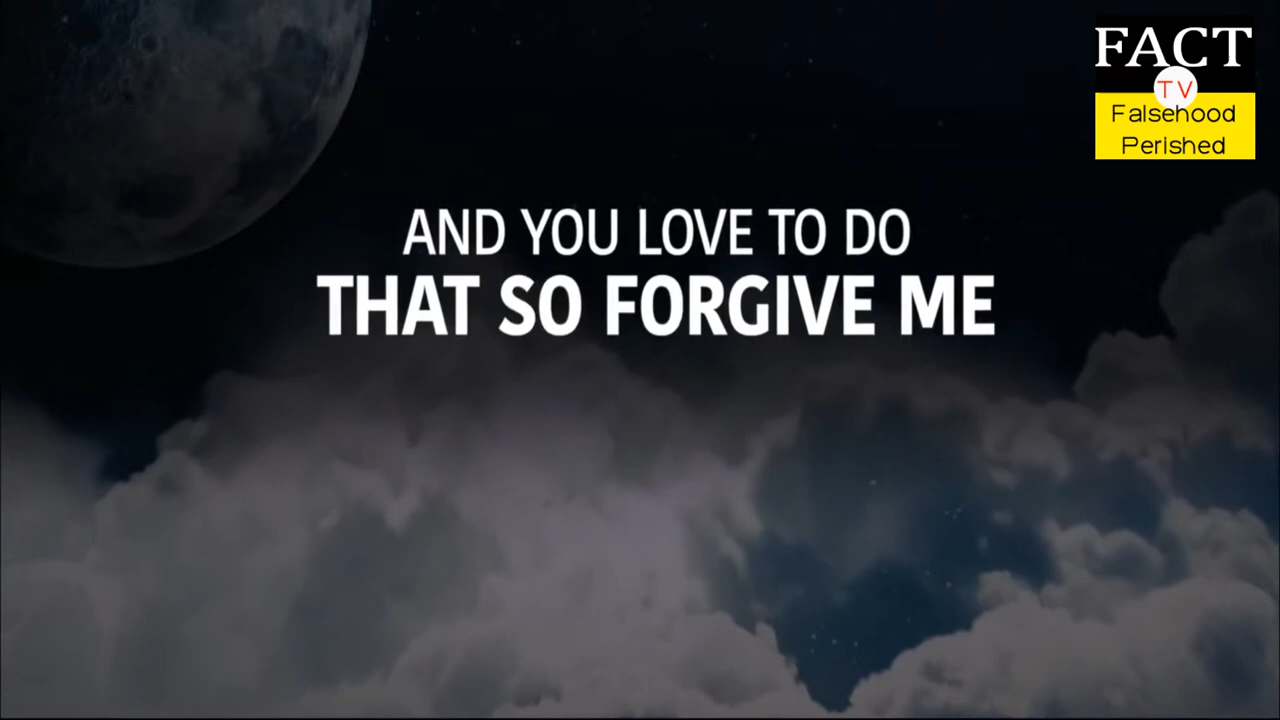 FACT
TV
Falsehood
Perished
AND YOU LOVE TO DO
THAT SO FORGIVE ME